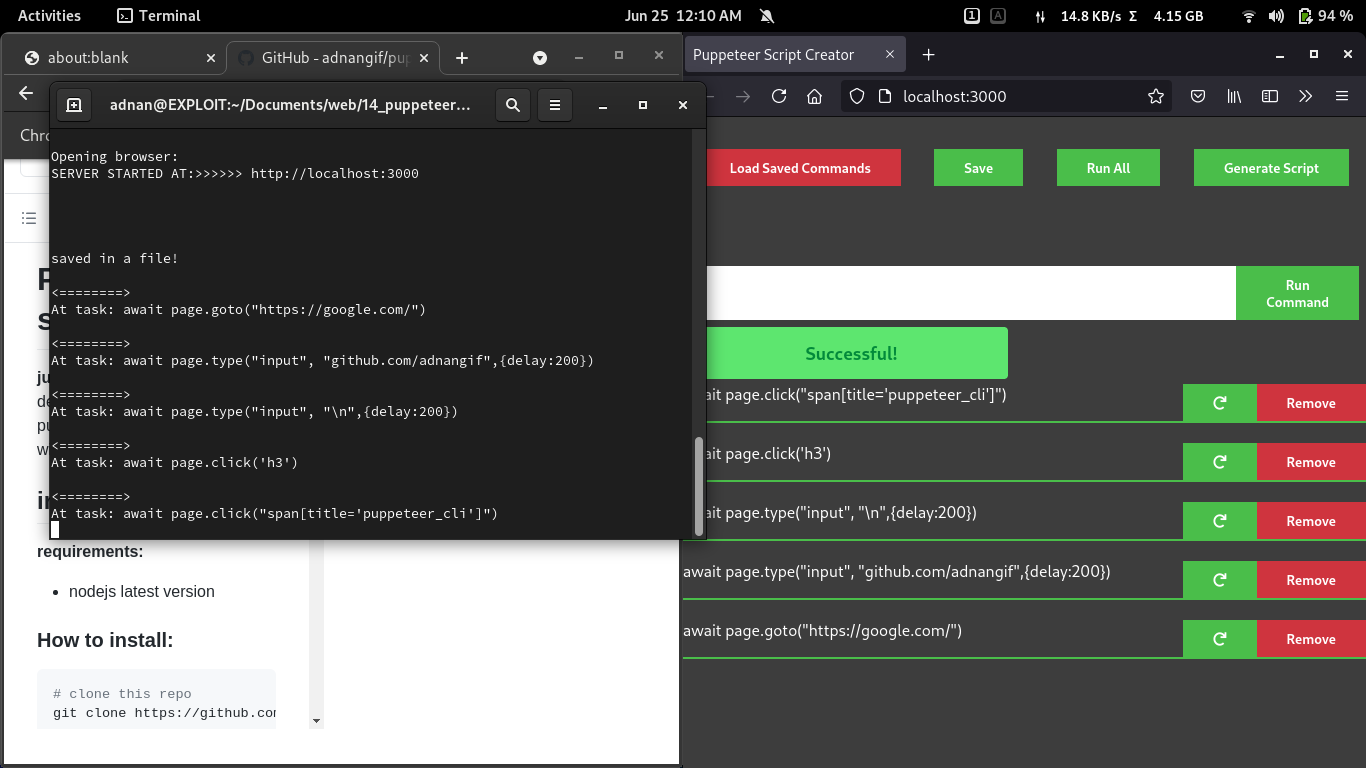 Activities
Terminal
Jun 25 12:10 AM
1
A
14.8 KB/s Σ 4.15 GB
94 %
about:blank
GitHub - adnangif/pup
Puppeteer Script Creator
adnan@EXPLOIT:~/Documents/web/14_puppeteer...
localhost:3000
Chro
Opening browser:
SERVER STARTED AT:>>>>>> http://localhost:3000
saved in a file!
<========>
At task: await page.goto("https://google.com/")
<========>
At task: await page.type("input", "github.com/adnangif",{delay:200})
<========>
At task: await page.type("input", "\n",{delay:200})
<========>
At task: await page.click('h3')
<========>
At task: await page.click("span[title='puppeteer_cli']")
requirements:
nodejs latest version
How to install:
# clone this repo
git clone https://github.com
Load Saved Commands
Save
Run All
Generate Script
Run
Command
Successful!
ait page.click("span[title='puppeteer_cli']")
Remove
ait page.click('h3')
Remove
ait page.type("input", "\n",{delay:200})
Remove
await page.type("input", "github.com/adnangif",{delay:200})
Remove
await page.goto("https://google.com/")
Remove